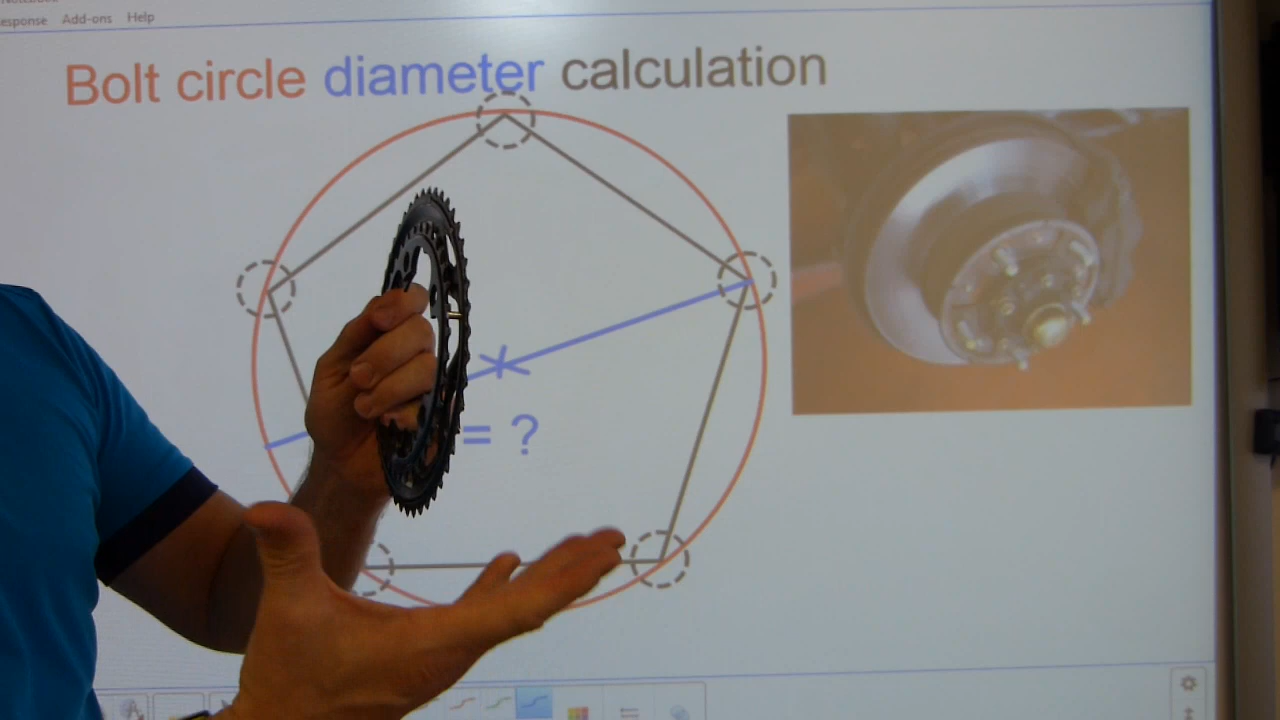 esponse Add-ons Help
Bolt circle diameter calculation
= ?